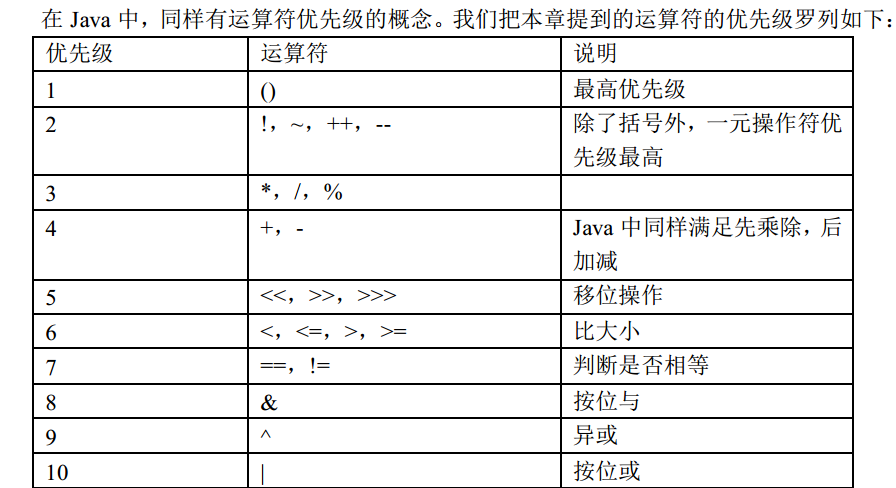 在 Java 中，同样有运算符优先级的概念。我们把本章提到的运算符的优先级罗列如下：
优先级 运算符 说明
1 () 最高优先级
2 !，~，++，-- 除了括号外，一元操作符优
先级最高
3 *，/，%
4 +，- Java 中同样满足先乘除，后
加减
5 <<，>>，>>> 移位操作
6 <，<=，>，>= 比大小
7 ==，!= 判断是否相等
8 & 按位与
9 ^ 异或
10 | 按位或